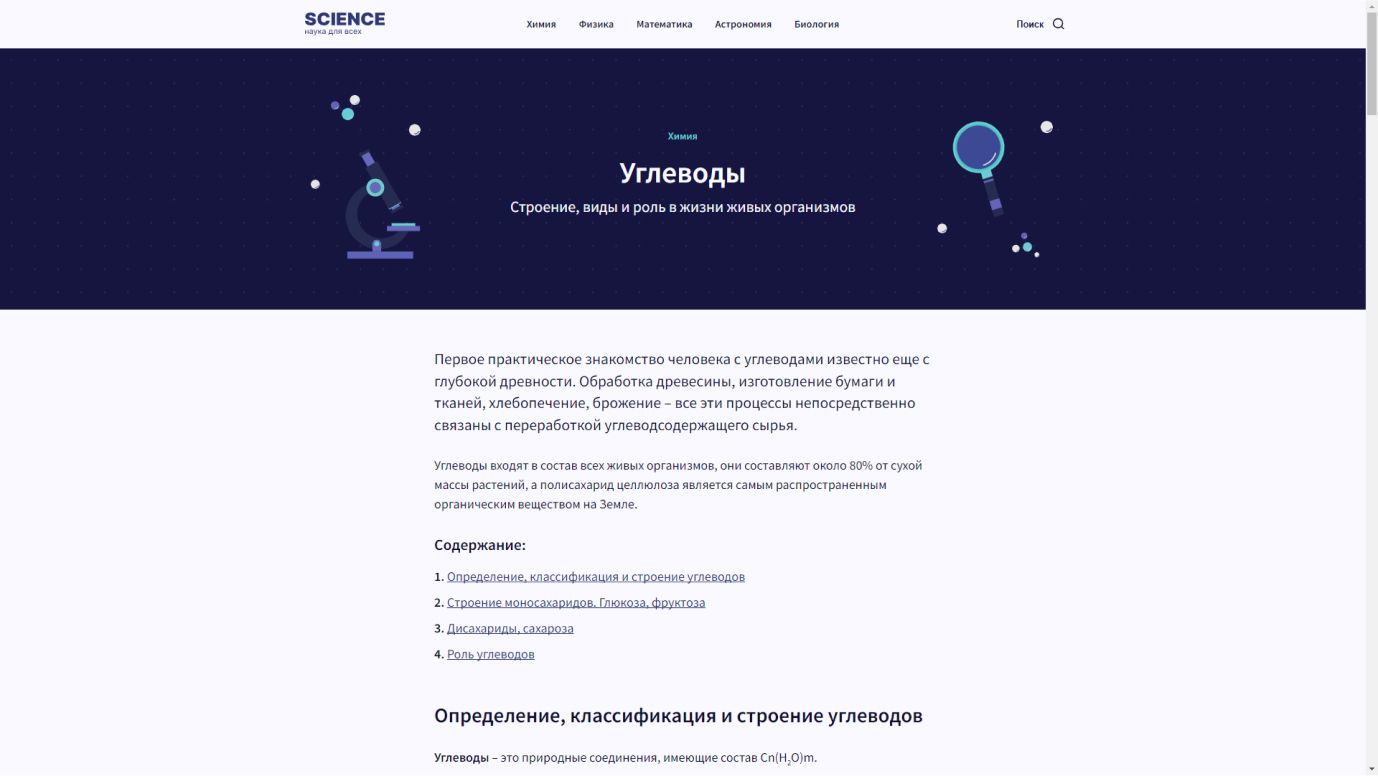 SCIENCE
наука для всех
Химия Физика Математика Астрономия Биология
Поиск
Химия
Углеводы
Строение, виды и роль в жизни живых организмов
Первое практическое знакомство человека с углеводами известно еще с
глубокой древности. Обработка древесины, изготовление бумаги и
тканей, хлебопечение, брожение – все эти процессы непосредственно
связаны с переработкой углеводсодержащего сырья.
Углеводы входят в состав всех живых организмов, они составляют около 80% от сухой
массы растений, а полисахарид целлюлоза является самым распространенным
органическим веществом на Земле.
Содержание:
1. Определение, классификация и строение углеводов
2. Строение моносахаридов. Глюкоза, фруктоза
3. Дисахариды, сахароза
4. Роль углеводов
Определение, классификация и строение углеводов
Углеводы – это природные соединения, имеющие состав Cn(H₂O)m.